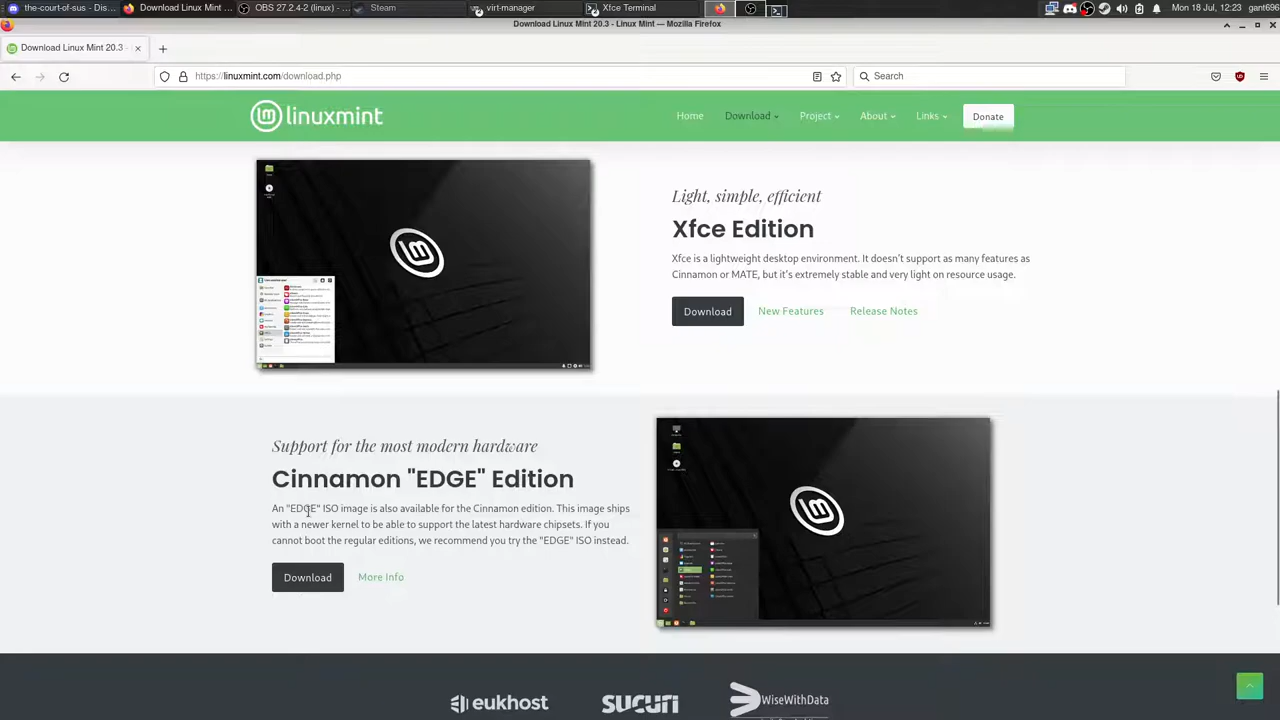 the-court-of-sus - Disc
Download Linux Mint 20
OBS 27.2.4-2 (linux) -
Steam
virt-manager
Xfce Terminal
Mon 18 Jul, 12:23
gant696
Download Linux Mint 20.3 - Linux Mint — Mozilla Firefox
Download Linux Mint 20.3 -
https://linuxmint.com/download.php
Search
linuxmint
Home
Download
Project
About
Links
Donate
Light, simple, efficient
Xfce Edition
Xfce is a lightweight desktop environment. It doesn't support as many features as
Cinnamon or MATE, but it's extremely stable and very light on resource usage.
Download
New Features
Release Notes
Support for the most modern hardware
Cinnamon "EDGE" Edition
An "EDGE" ISO image is also available for the Cinnamon edition. This image ships
with a newer kernel to be able to support the latest hardware chipsets. If you
cannot boot the regular editions, we recommend you try the "EDGE" ISO instead.
Download
More Info
eukhost
SUCURI
WiseWithData